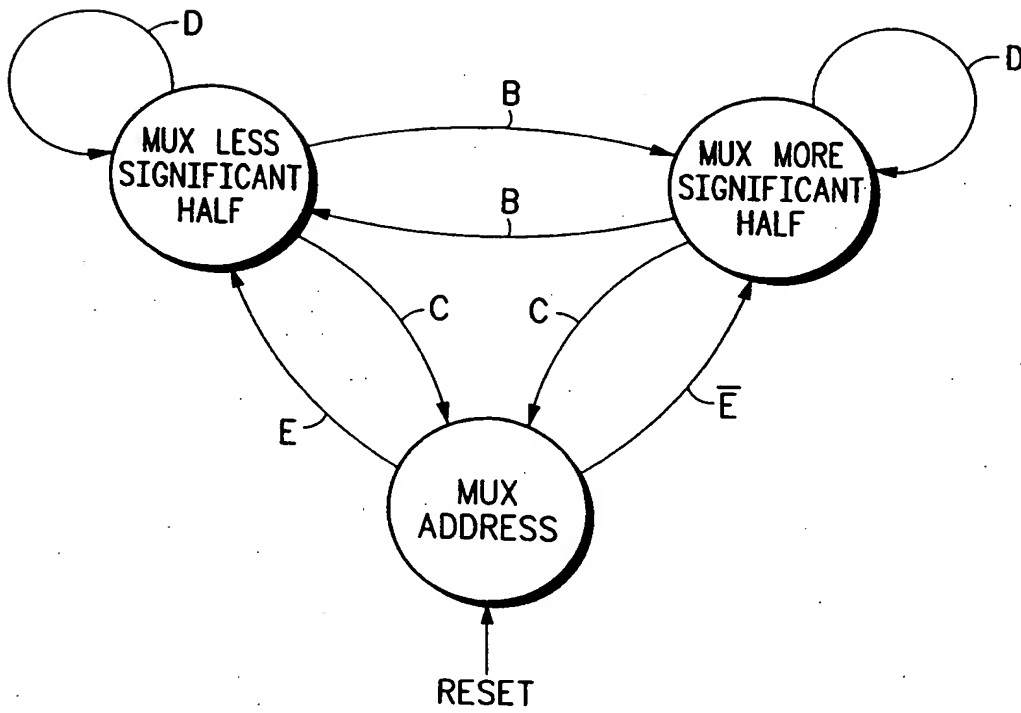 D
D
B
MUX LESS
SIGNIFICANT
HALF
MUX MORE
SIGNIFICANT
HALF
B
C
C
E
E̅
MUX
ADDRESS
RESET